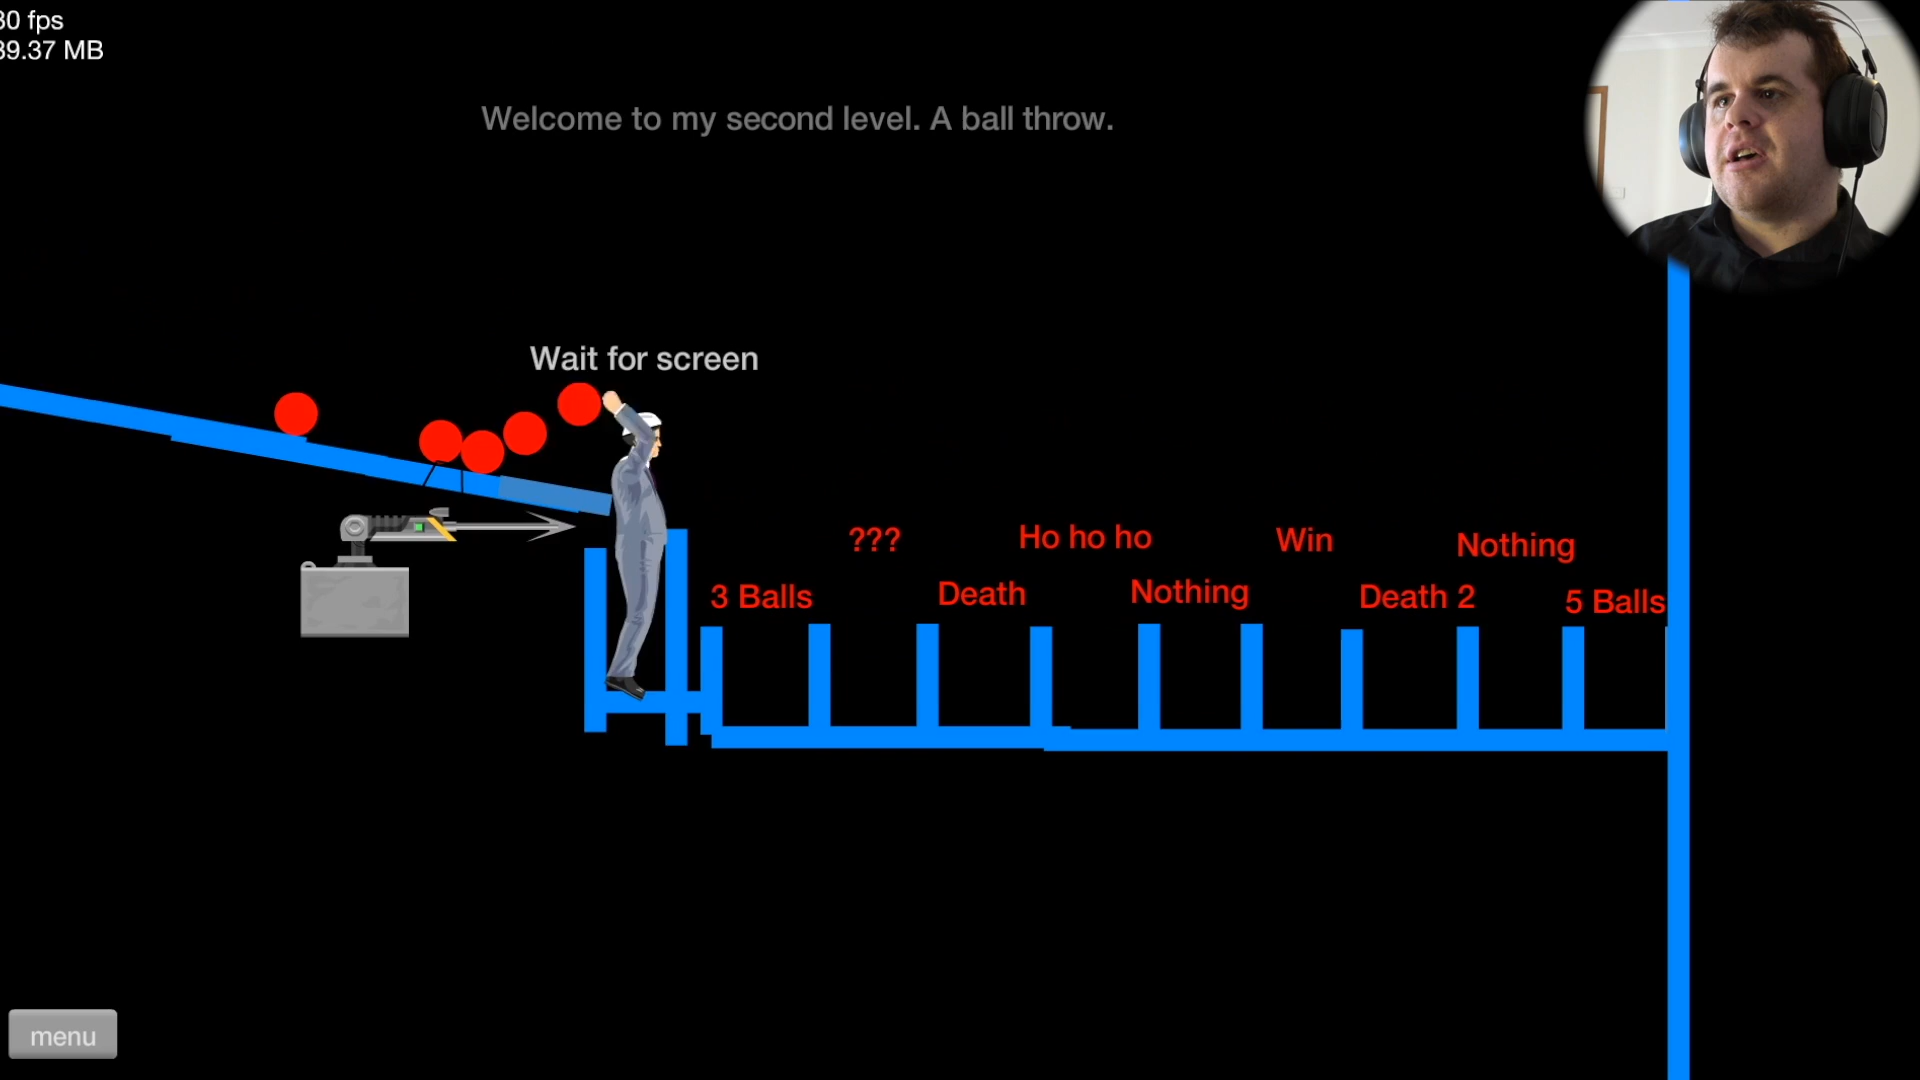 30 fps
39.37 MB
Welcome to my second level. A ball throw.
Wait for screen
???
Ho ho ho
Win
Nothing
3 Balls
Death
Nothing
Death 2
5 Balls
menu